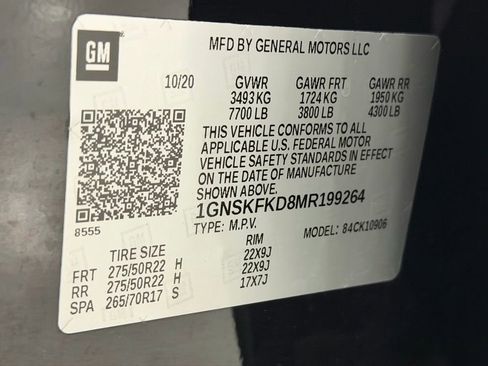 GM
MFD BY GENERAL MOTORS LLC
10/20 GVWR GAWR FRT GAWR RR
3493 KG 1724 KG 1950 KG
7700 LB 3800 LB 4300 LB
THIS VEHICLE CONFORMS TO ALL
APPLICABLE U.S. FEDERAL MOTOR
VEHICLE SAFETY STANDARDS IN EFFECT
ON THE DATE OF MANUFACTURE
SHOWN ABOVE.
1GNSKFKD8MR199264
8555
TYPE: M.P.V. MODEL: 84CK10906
TIRE SIZE RIM
FRT 275/50R22 H 22X9J
RR 275/50R22 H 22X9J
SPA 265/70R17 S 17X7J